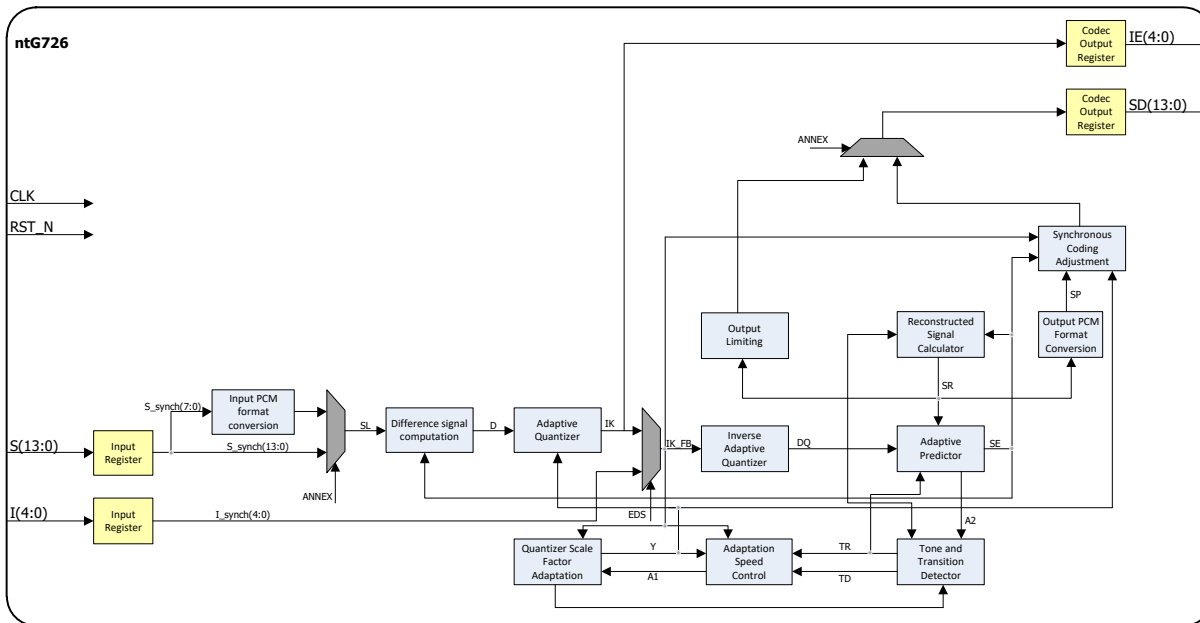 ntG726
Codec
Output
Register
IE(4:0)
Codec
Output
Register
SD(13:0)
ANNEX
CLK
RST_N
Synchronous
Coding
Adjustment
SP
Output
Limiting
Reconstructed
Signal
Calculator
Output PCM
Format
Conversion
SR
S_synch(7:0)
Input PCM
format
conversion
SL
Difference signal
computation
D
Adaptive
Quantizer
IK
IK_FB
Inverse
Adaptive
Quantizer
DQ
Adaptive
Predictor
SE
S(13:0)
Input
Register
S_synch(13:0)
ANNEX
I(4:0)
Input
Register
I_synch(4:0)
EDS
A2
Quantizer Scale
Factor
Adaptation
Y
A1
Adaptation
Speed
Control
TR
TD
Tone and
Transition
Detector